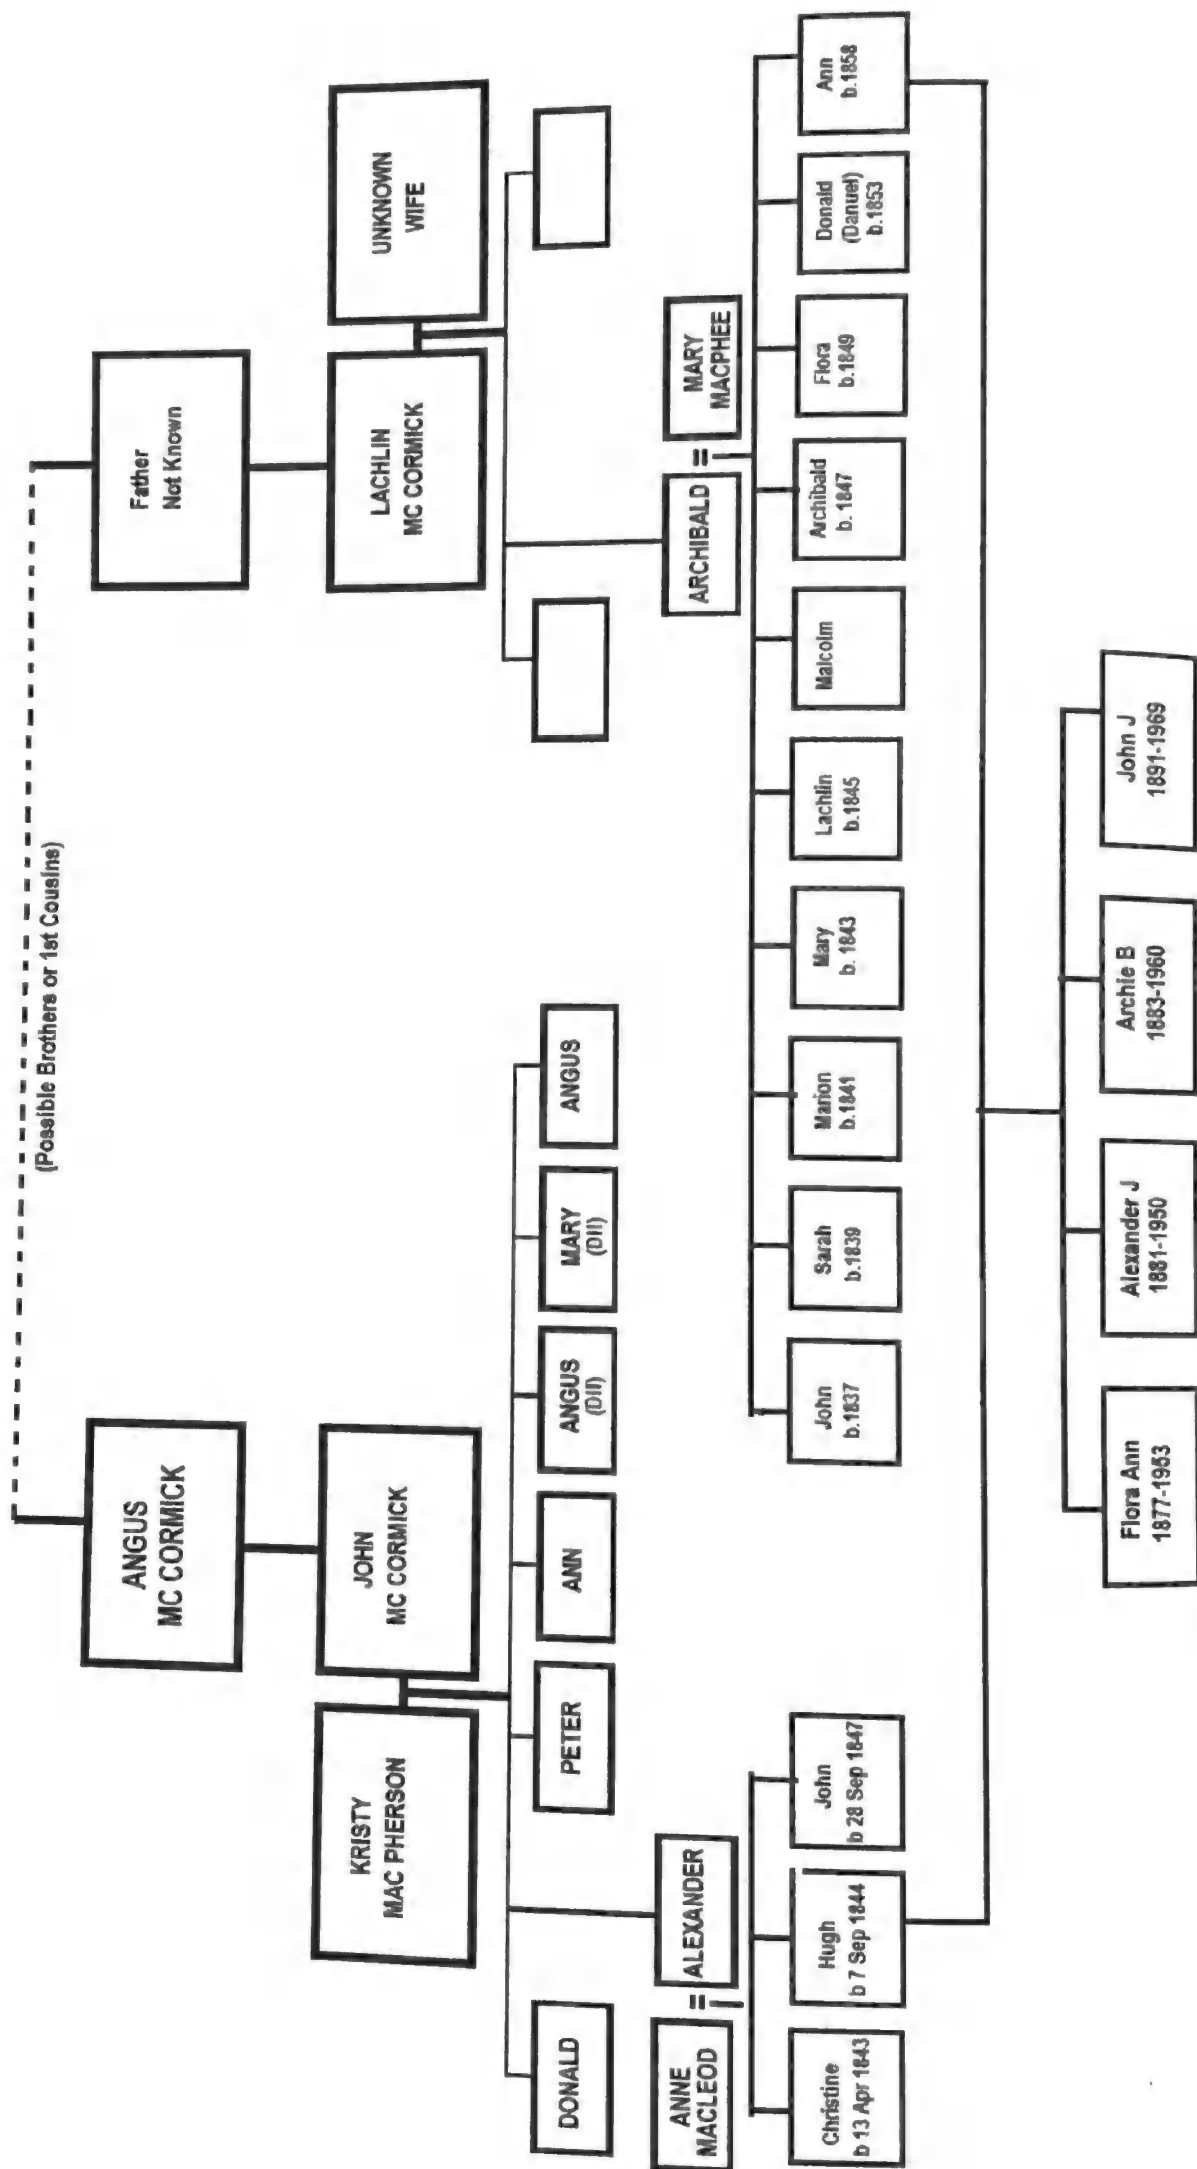 (Possible Brothers or 1st Cousins)
ANGUS
MC CORMICK
Father
Not Known
KRISTY
MAC PHERSON
JOHN
MC CORMICK
LACHLIN
MC CORMICK
UNKNOWN
WIFE
DONALD
PETER
ANN
ANGUS
(DII)
MARY
(DII)
ANGUS
ANNE
MACLEOD
=
ALEXANDER
ARCHIBALD
=
MARY
MACPHEE
Christine
b 13 Apr 1843
Hugh
b 7 Sep 1844
John
b 28 Sep 1847
John
b.1837
Sarah
b.1839
Marion
b.1841
Mary
b. 1843
Lachlin
b.1845
Malcolm
Archibald
b. 1847
Flora
b.1849
Donald
(Danuel)
b.1853
Ann
b.1858
Flora Ann
1877-1953
Alexander J
1881-1950
Archie B
1883-1960
John J
1891-1969